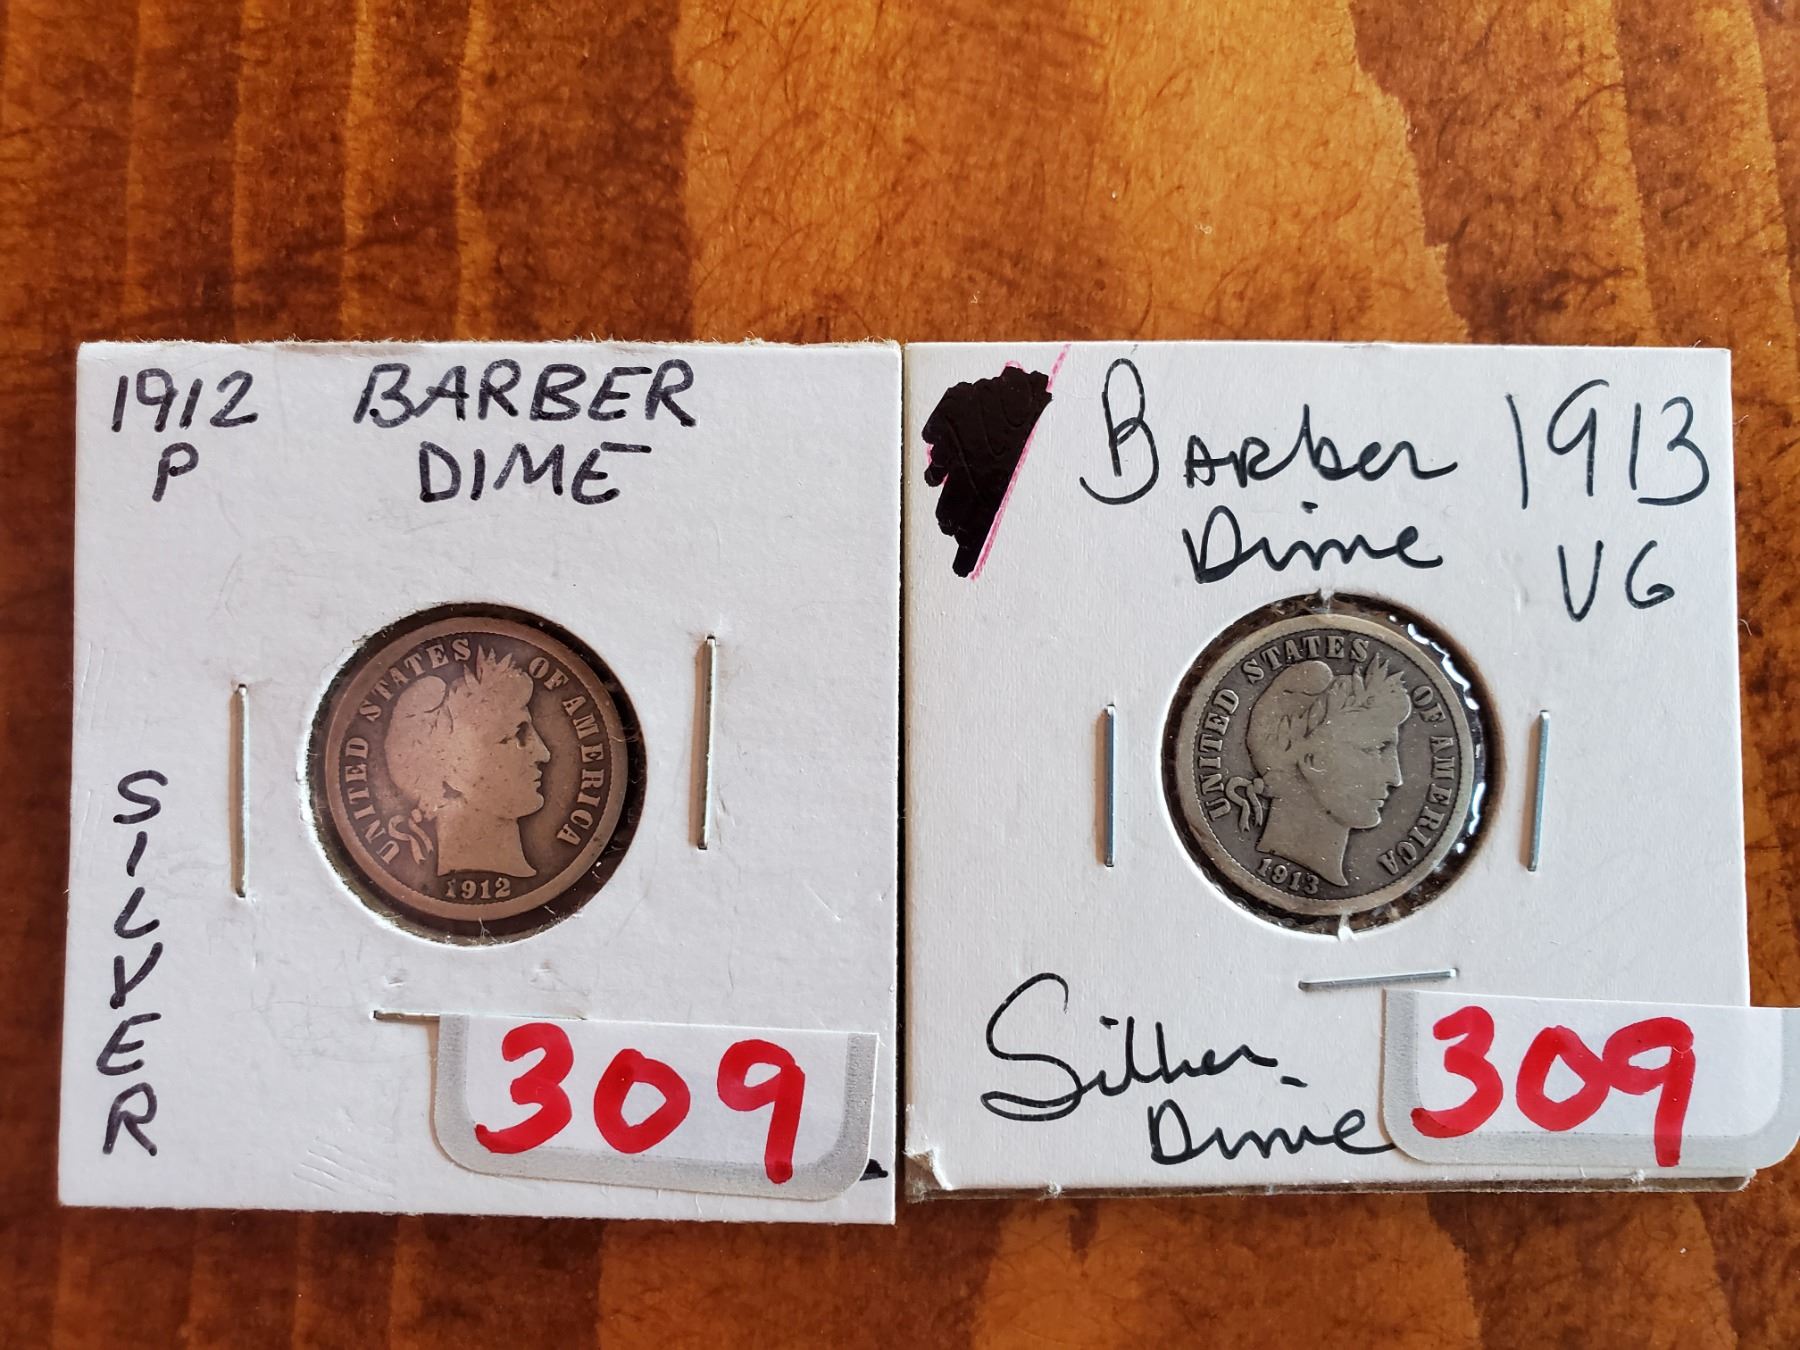 1912 BARBER
P DIME
SILVER
UNITED STATES OF AMERICA
1912
309
Barber 1913
Dime VG
UNITED STATES OF AMERICA
1913
Silver
Dime
309